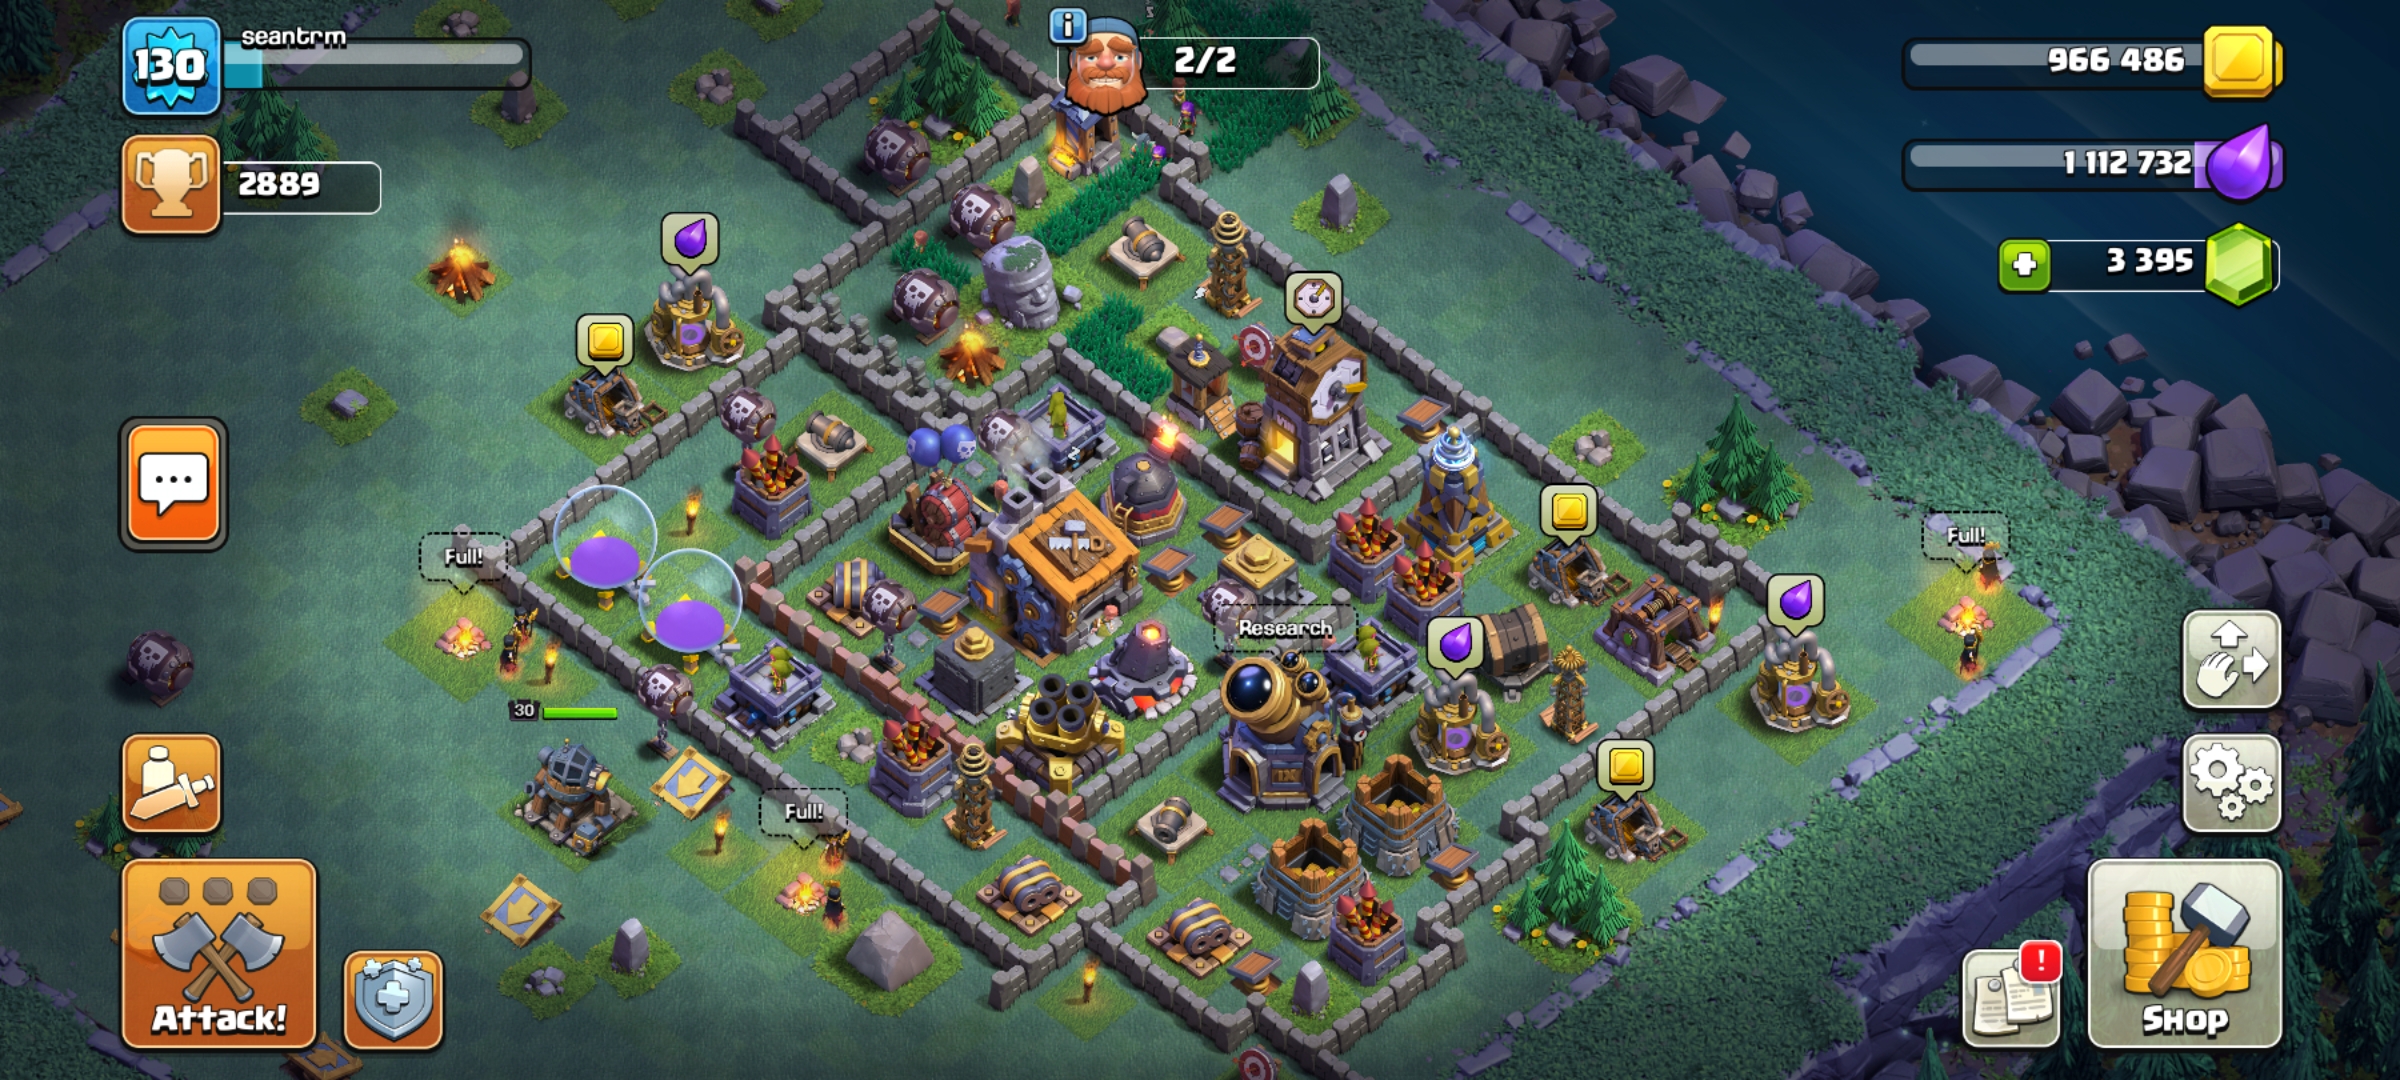 seantrm
130
2/2
966 486
1 112 732
2889
3 395
Full!
Full!
Research
30
Full!
Attack!
!
Shop